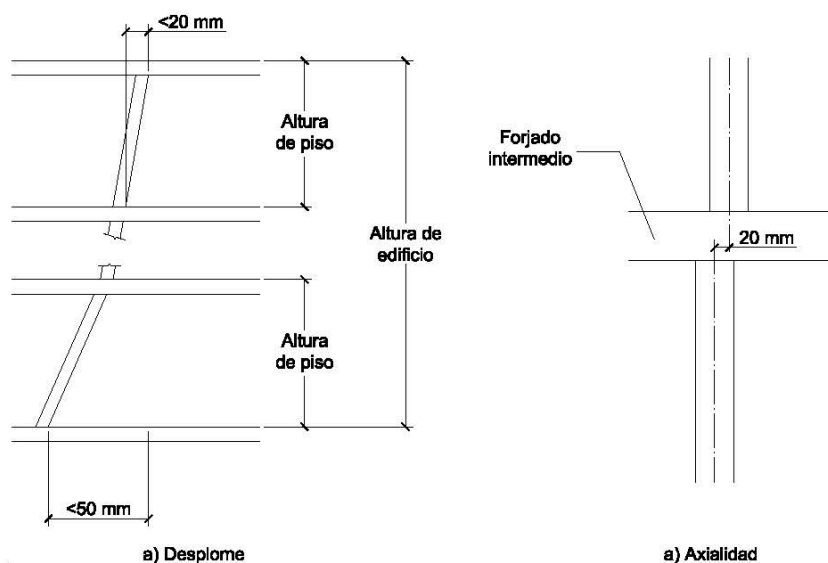 <20 mm
Altura
de piso
Altura de
edificio
Altura
de piso
<50 mm
a) Desplome
Forjado
intermedio
20 mm
a) Axialidad